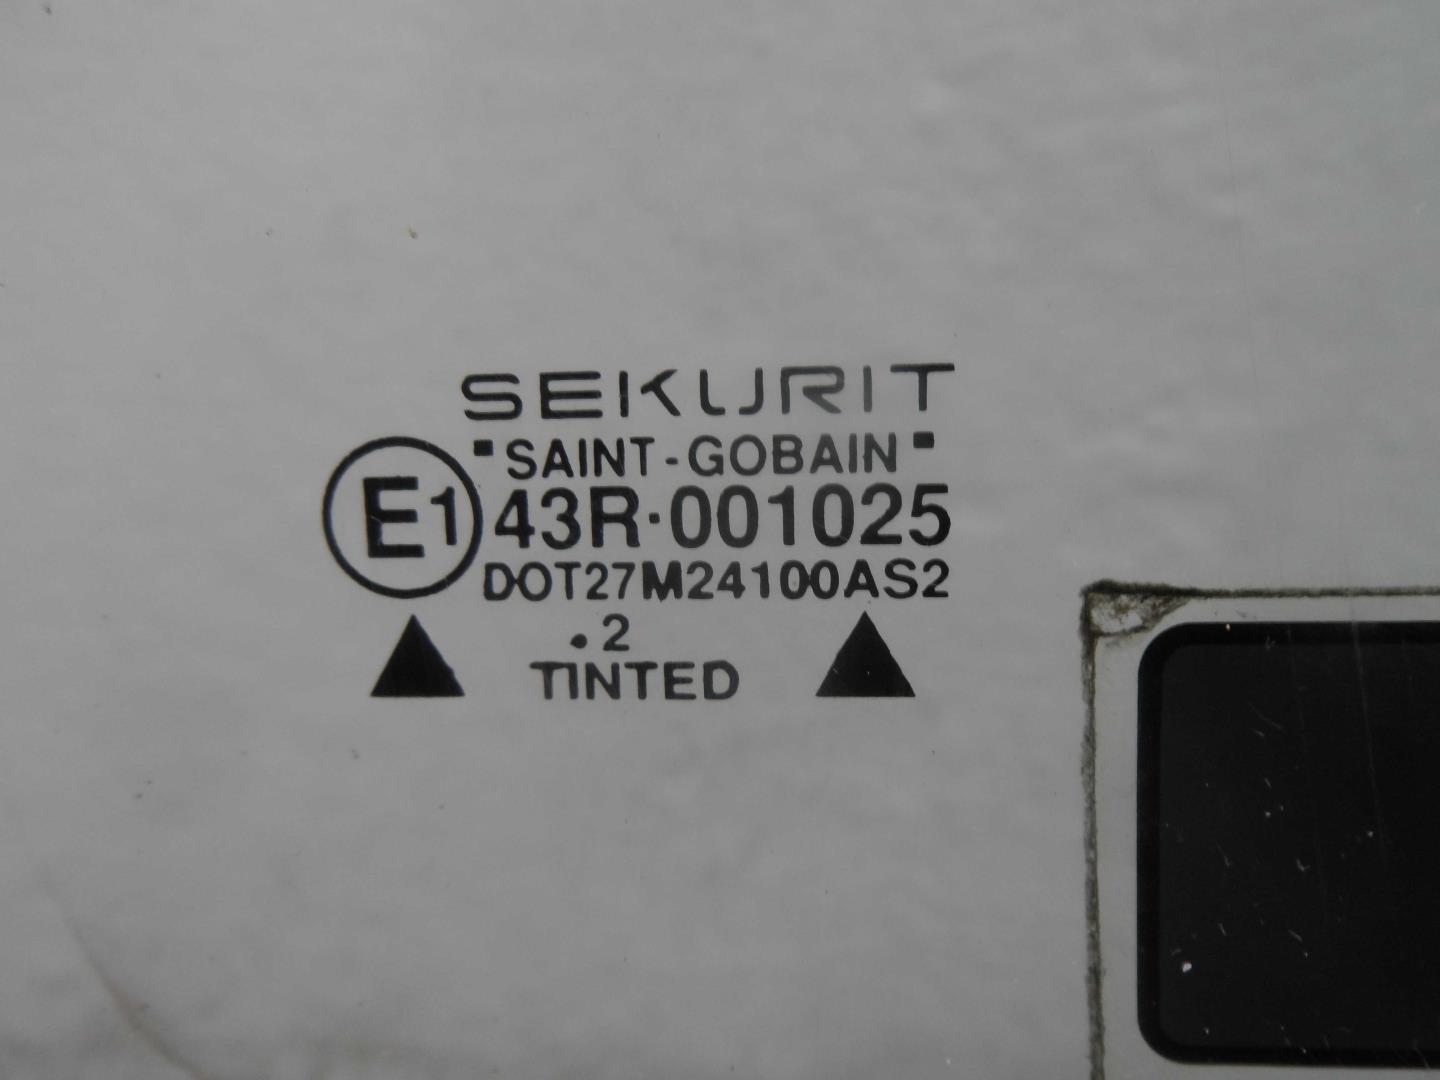 SEKURIT
"SAINT-GOBAIN"
E1 43R·001025
DOT27M24100AS2
.2
TINTED